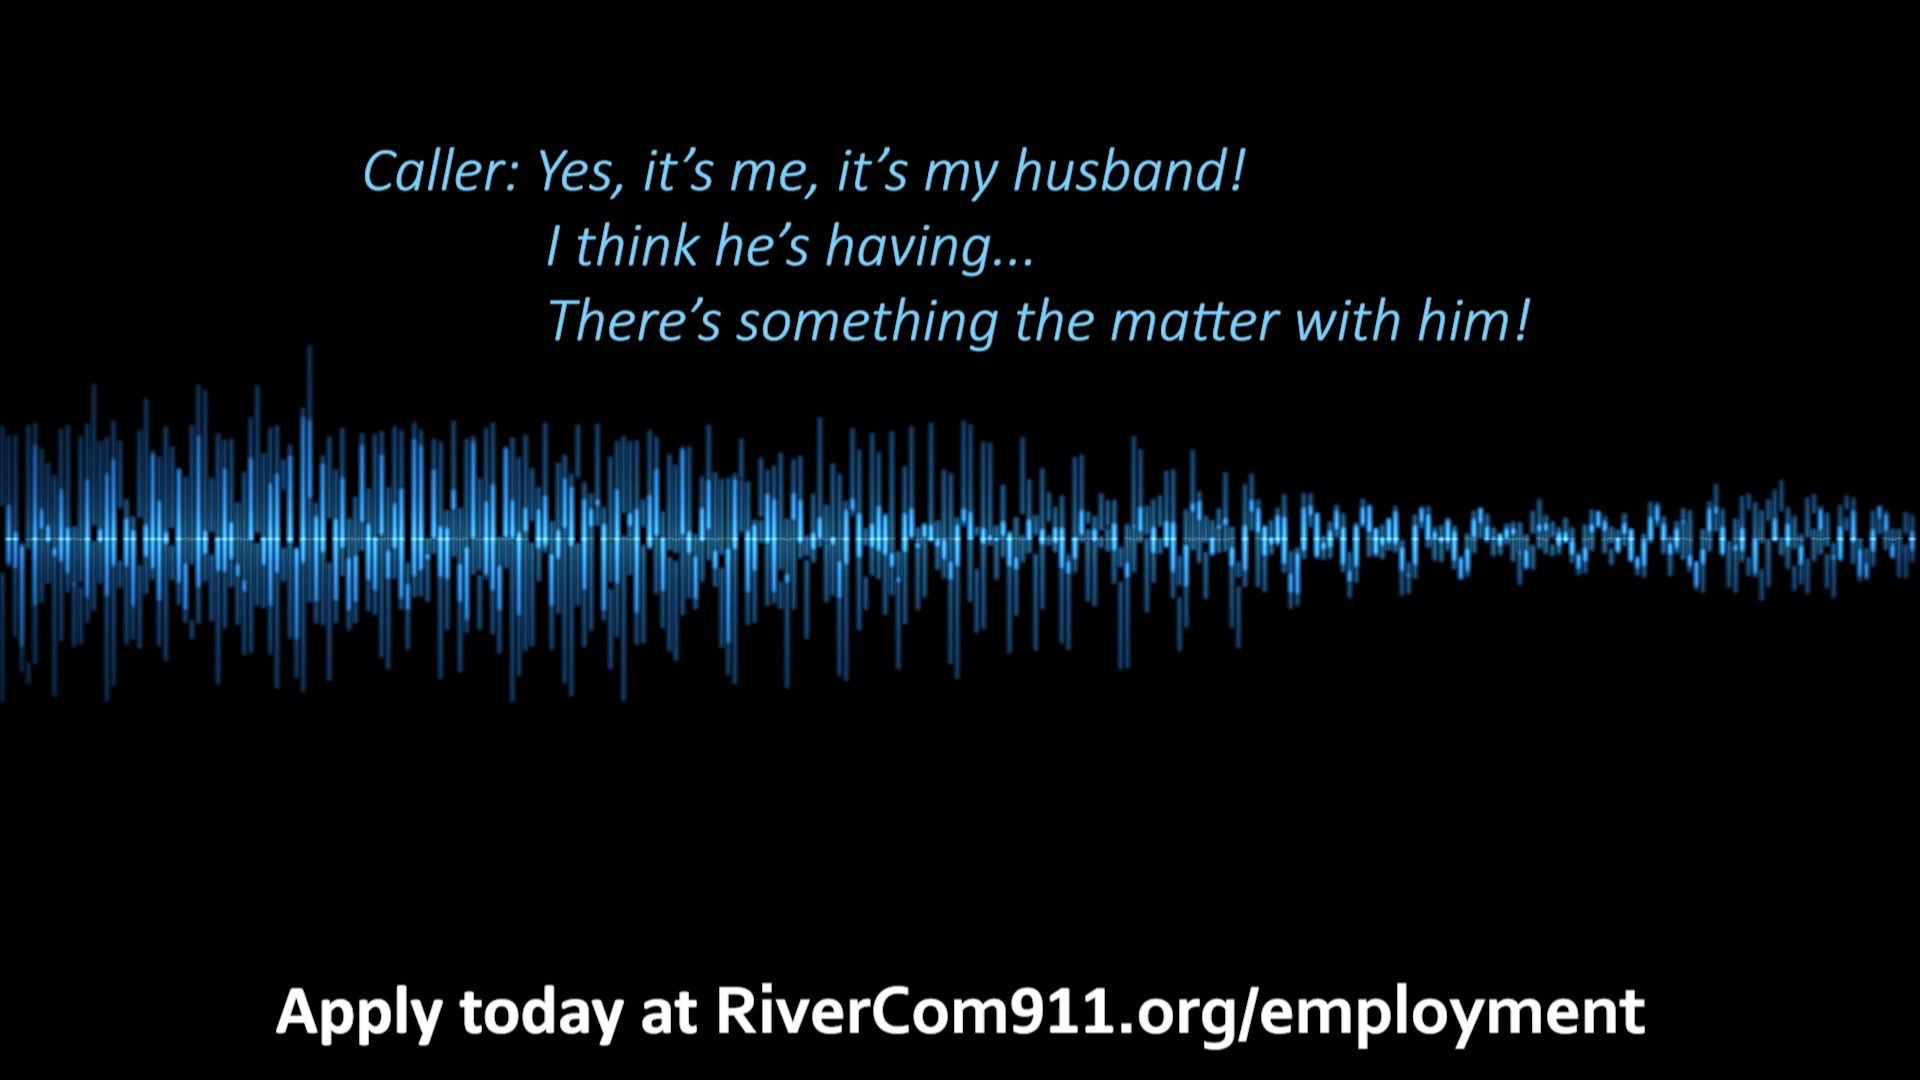 Caller: Yes, it’s me, it’s my husband!
I think he’s having...
There’s something the matter with him!
Apply today at RiverCom911.org/employment